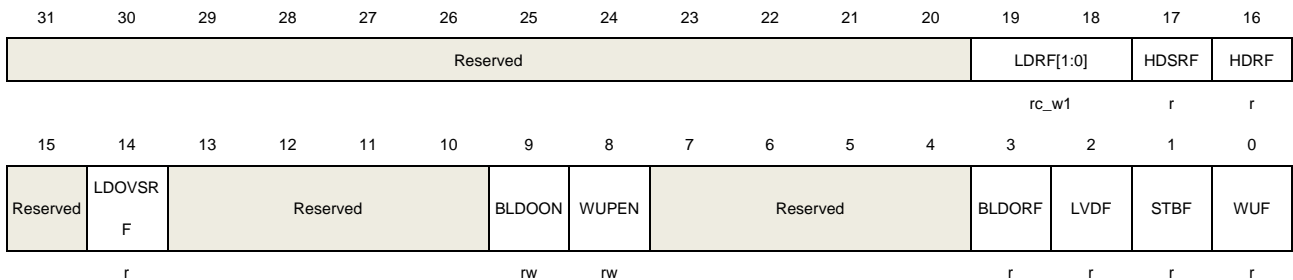 31 30 29 28 27 26 25 24 23 22 21 20 19 18 17 16
Reserved LDRF[1:0] HDSRF HDRF
rc_w1 r r
15 14 13 12 11 10 9 8 7 6 5 4 3 2 1 0
Reserved LDOVSR
F Reserved BLDOON WUPEN Reserved BLDORF LVDF STBF WUF
r rw rw r r r r